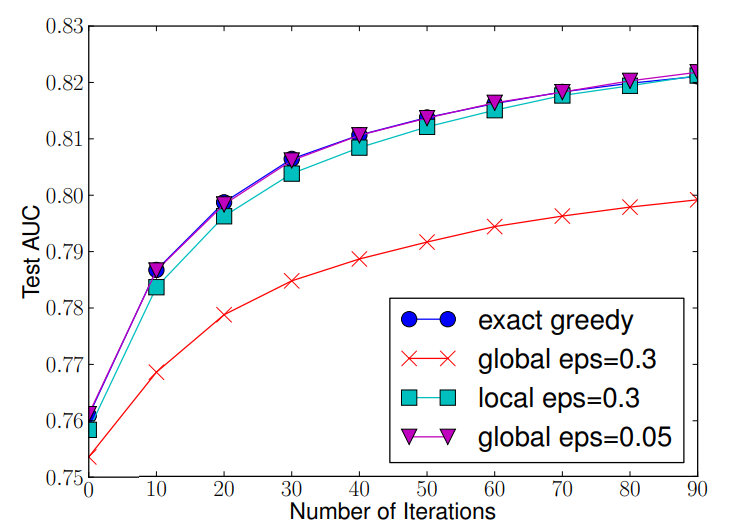 0.83
0.82
0.81
0.80
0.79
0.78
0.77
0.76
0.75
Test AUC
exact greedy
global eps=0.3
local eps=0.3
global eps=0.05
0 10 20 30 40 50 60 70 80 90
Number of Iterations